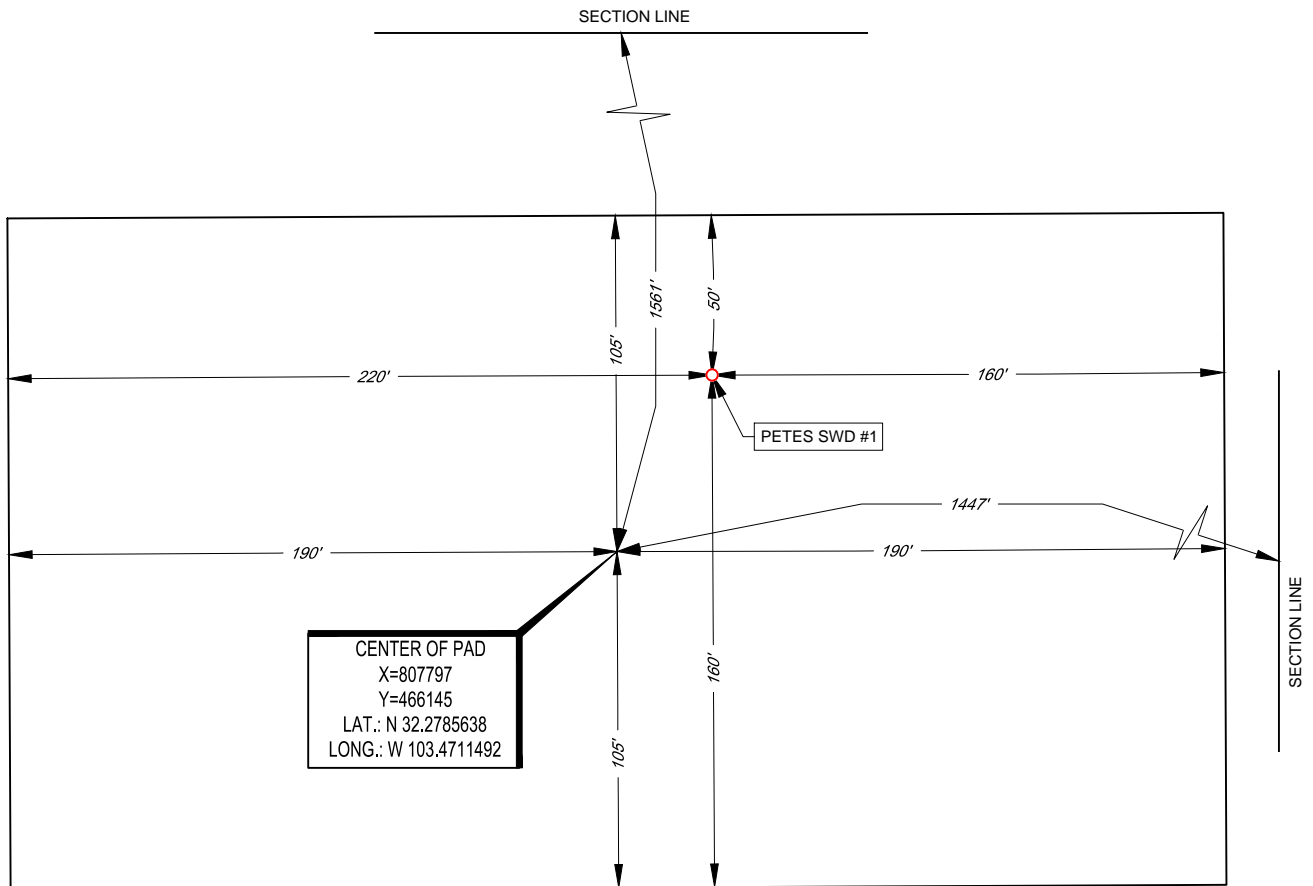 SECTION LINE
1561'
105'
50'
220'
160'
PETES SWD #1
1447'
190'
190'
SECTION LINE
CENTER OF PAD
X=807797
Y=466145
LAT.: N 32.2785638
LONG.: W 103.4711492
160'
105'